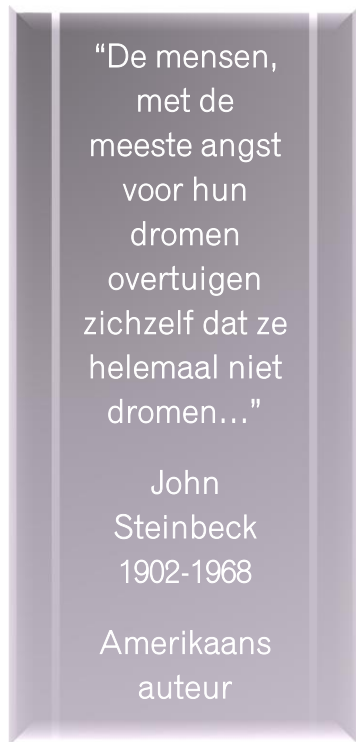 “De mensen,
met de
meeste angst
voor hun
dromen
overtuigen
zichzelf dat ze
helemaal niet
dromen…”
John
Steinbeck
1902-1968
Amerikaans
auteur